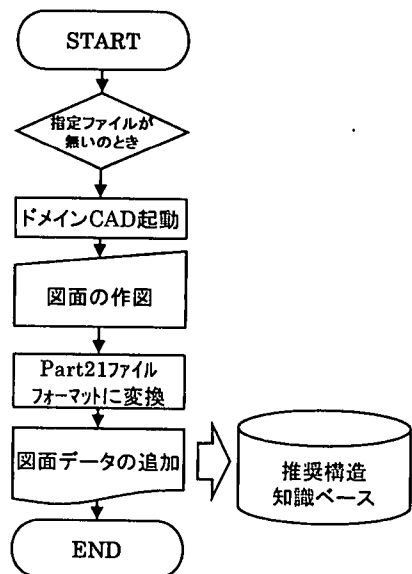 START
指定ファイルが
無いのとき
ドメインCAD起動
図面の作図
Part21ファイル
フォーマットに変換
図面データの追加
推奨構造
知識ベース
END